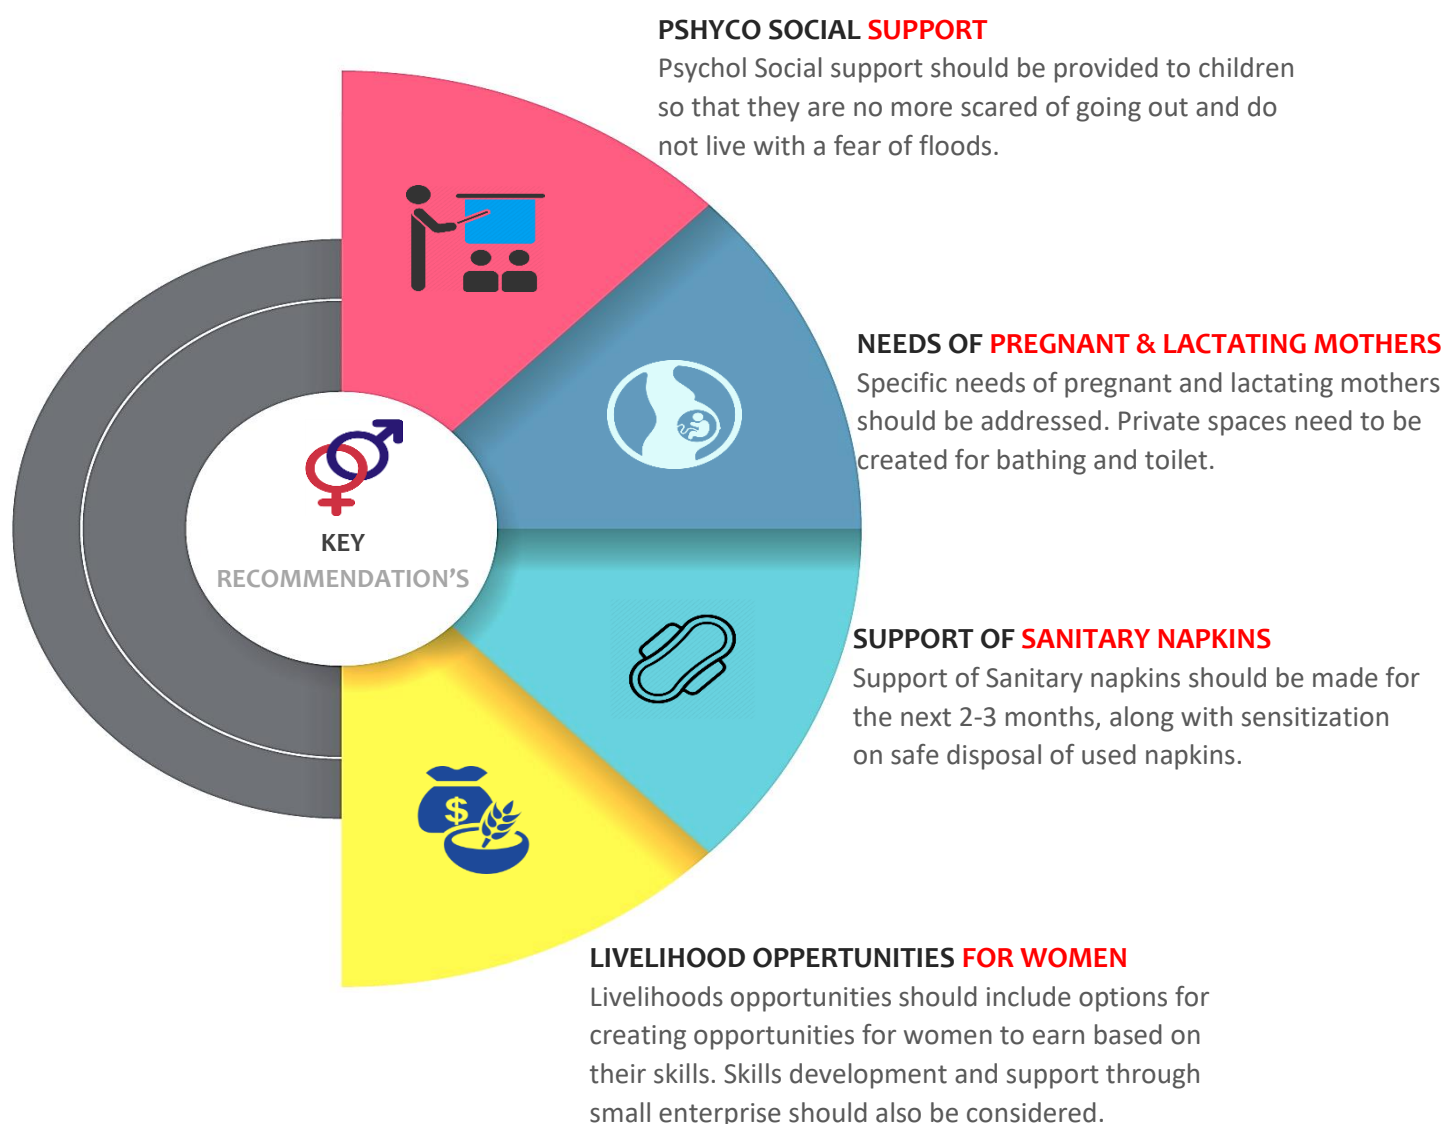 PSHYCO SOCIAL SUPPORT
Psychol Social support should be provided to children
so that they are no more scared of going out and do
not live with a fear of floods.
NEEDS OF PREGNANT & LACTATING MOTHERS
Specific needs of pregnant and lactating mothers
should be addressed. Private spaces need to be
created for bathing and toilet.
KEY
RECOMMENDATION’S
SUPPORT OF SANITARY NAPKINS
Support of Sanitary napkins should be made for
the next 2-3 months, along with sensitization
on safe disposal of used napkins.
$
LIVELIHOOD OPPERTUNITIES FOR WOMEN
Livelihoods opportunities should include options for
creating opportunities for women to earn based on
their skills. Skills development and support through
small enterprise should also be considered.